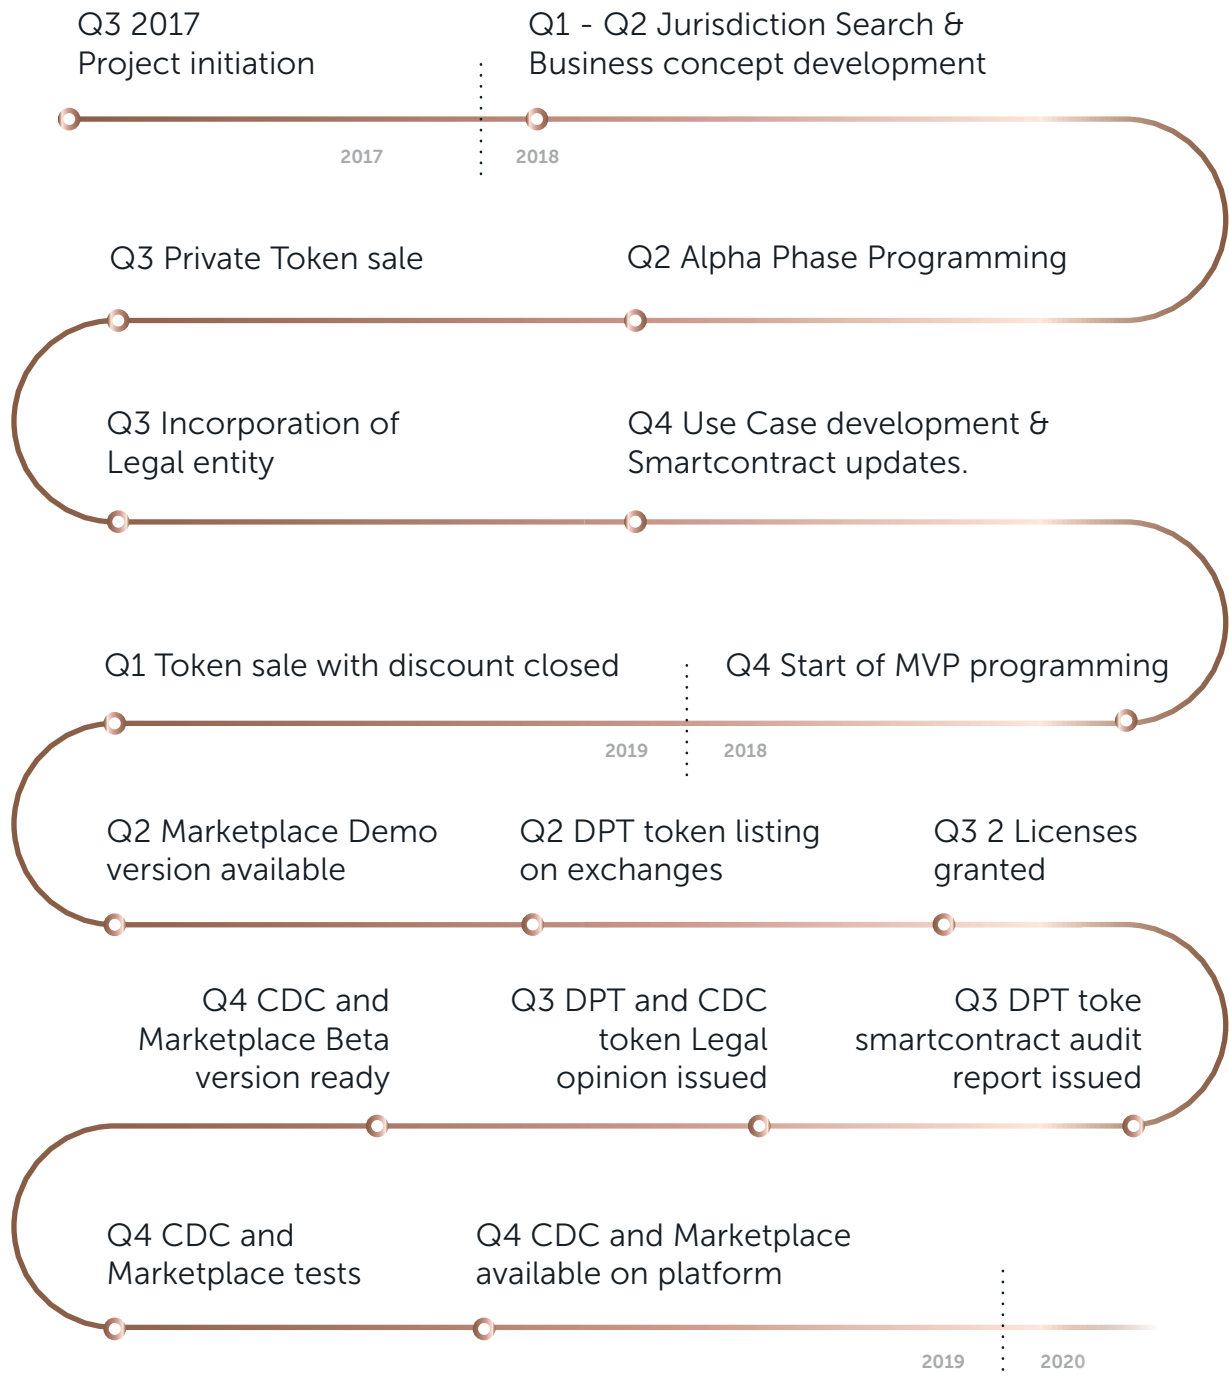 Q3 2017
Project initiation
Q1 - Q2 Jurisdiction Search &
Business concept development
2017
2018
Q3 Private Token sale
Q2 Alpha Phase Programming
Q3 Incorporation of
Legal entity
Q4 Use Case development &
Smartcontract updates.
Q1 Token sale with discount closed
Q4 Start of MVP programming
2019
2018
Q2 Marketplace Demo
version available
Q2 DPT token listing
on exchanges
Q3 2 Licenses
granted
Q4 CDC and
Marketplace Beta
version ready
Q3 DPT and CDC
token Legal
opinion issued
Q3 DPT toke
smartcontract audit
report issued
Q4 CDC and
Marketplace tests
Q4 CDC and Marketplace
available on platform
2019
2020